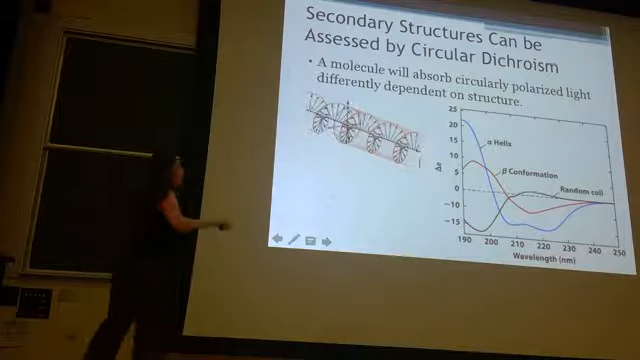 Secondary Structures Can be
Assessed by Circular Dichroism
• A molecule will absorb circularly polarized light
differently dependent on structure.
25
20
15
10
5
0
−10
−15
Δε
α Helix
β Conformation
Random coil
190 200 210 220 230 240 250
Wavelength (nm)